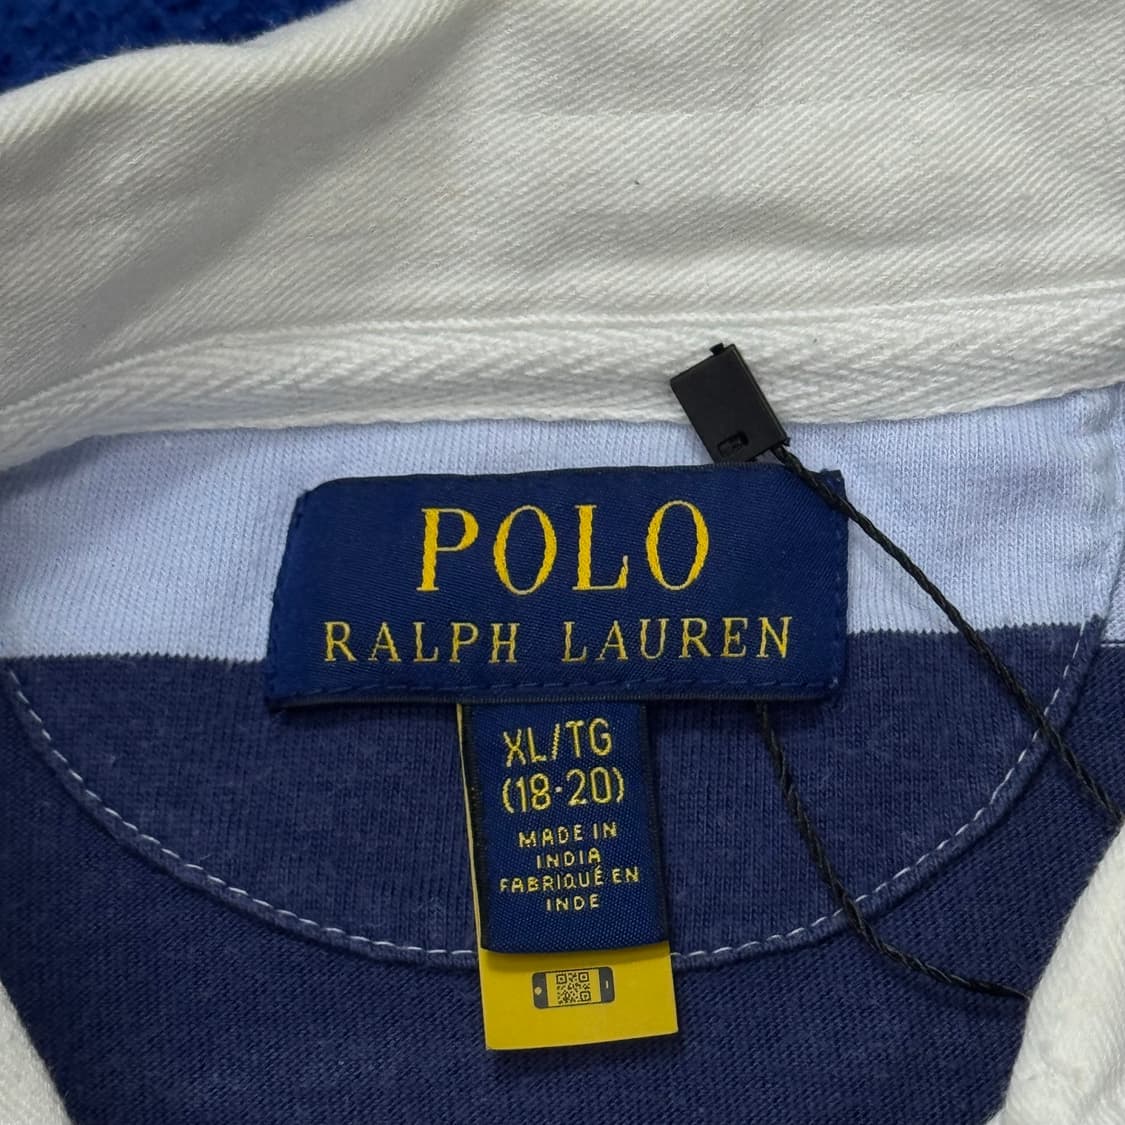 POLO
RALPH LAUREN
XL/TG
(18-20)
MADE IN
INDIA
FABRIQUÉ EN
INDE